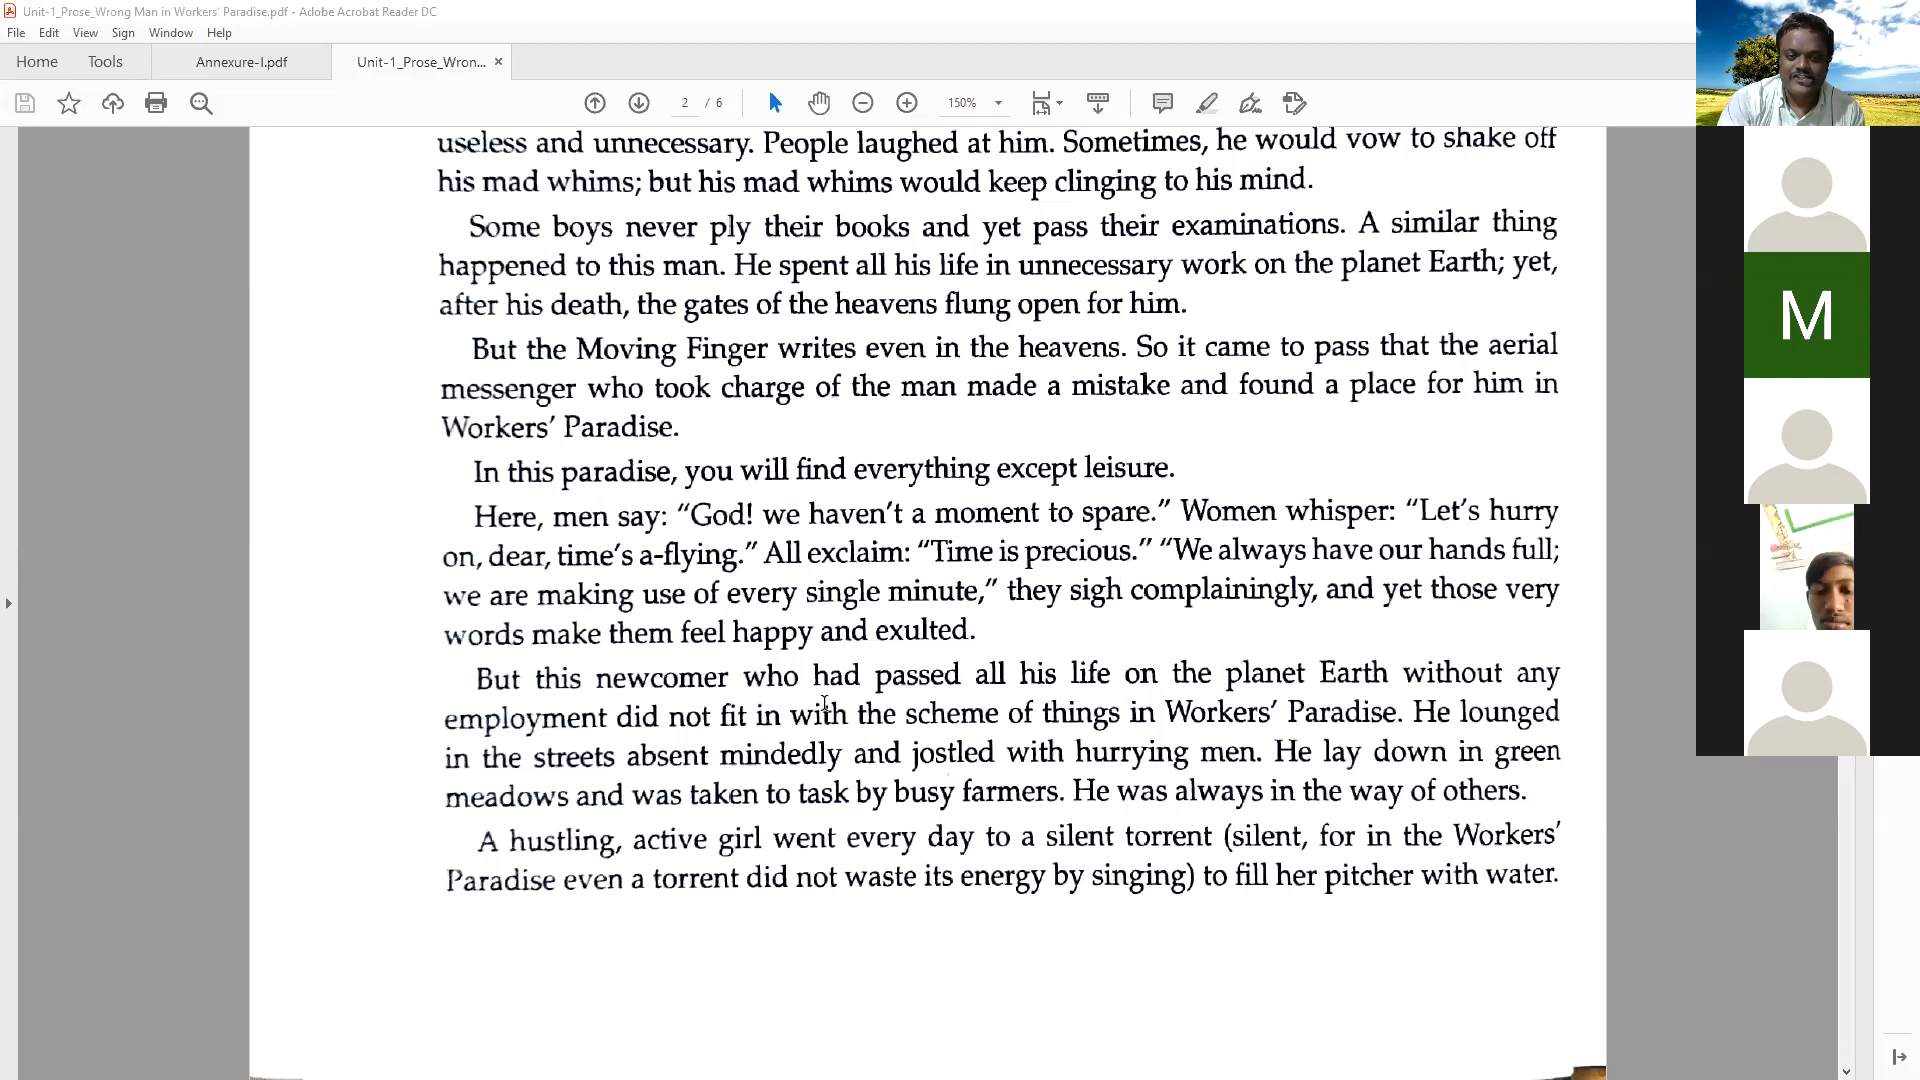 Unit-1_Prose_Wrong Man in Workers' Paradise.pdf - Adobe Acrobat Reader DC
File Edit View Sign Window Help
Home Tools Annexure-I.pdf Unit-1_Prose_Wron... ×
2 / 6 150%
useless and unnecessary. People laughed at him. Sometimes, he would vow to shake off
his mad whims; but his mad whims would keep clinging to his mind.
Some boys never ply their books and yet pass their examinations. A similar thing
happened to this man. He spent all his life in unnecessary work on the planet Earth; yet,
after his death, the gates of the heavens flung open for him.
But the Moving Finger writes even in the heavens. So it came to pass that the aerial
messenger who took charge of the man made a mistake and found a place for him in
Workers' Paradise.
In this paradise, you will find everything except leisure.
Here, men say: “God! we haven't a moment to spare.” Women whisper: “Let's hurry
on, dear, time's a-flying.” All exclaim: “Time is precious.” “We always have our hands full;
we are making use of every single minute,” they sigh complainingly, and yet those very
words make them feel happy and exulted.
But this newcomer who had passed all his life on the planet Earth without any
employment did not fit in with the scheme of things in Workers' Paradise. He lounged
in the streets absent mindedly and jostled with hurrying men. He lay down in green
meadows and was taken to task by busy farmers. He was always in the way of others.
A hustling, active girl went every day to a silent torrent (silent, for in the Workers'
Paradise even a torrent did not waste its energy by singing) to fill her pitcher with water.
M